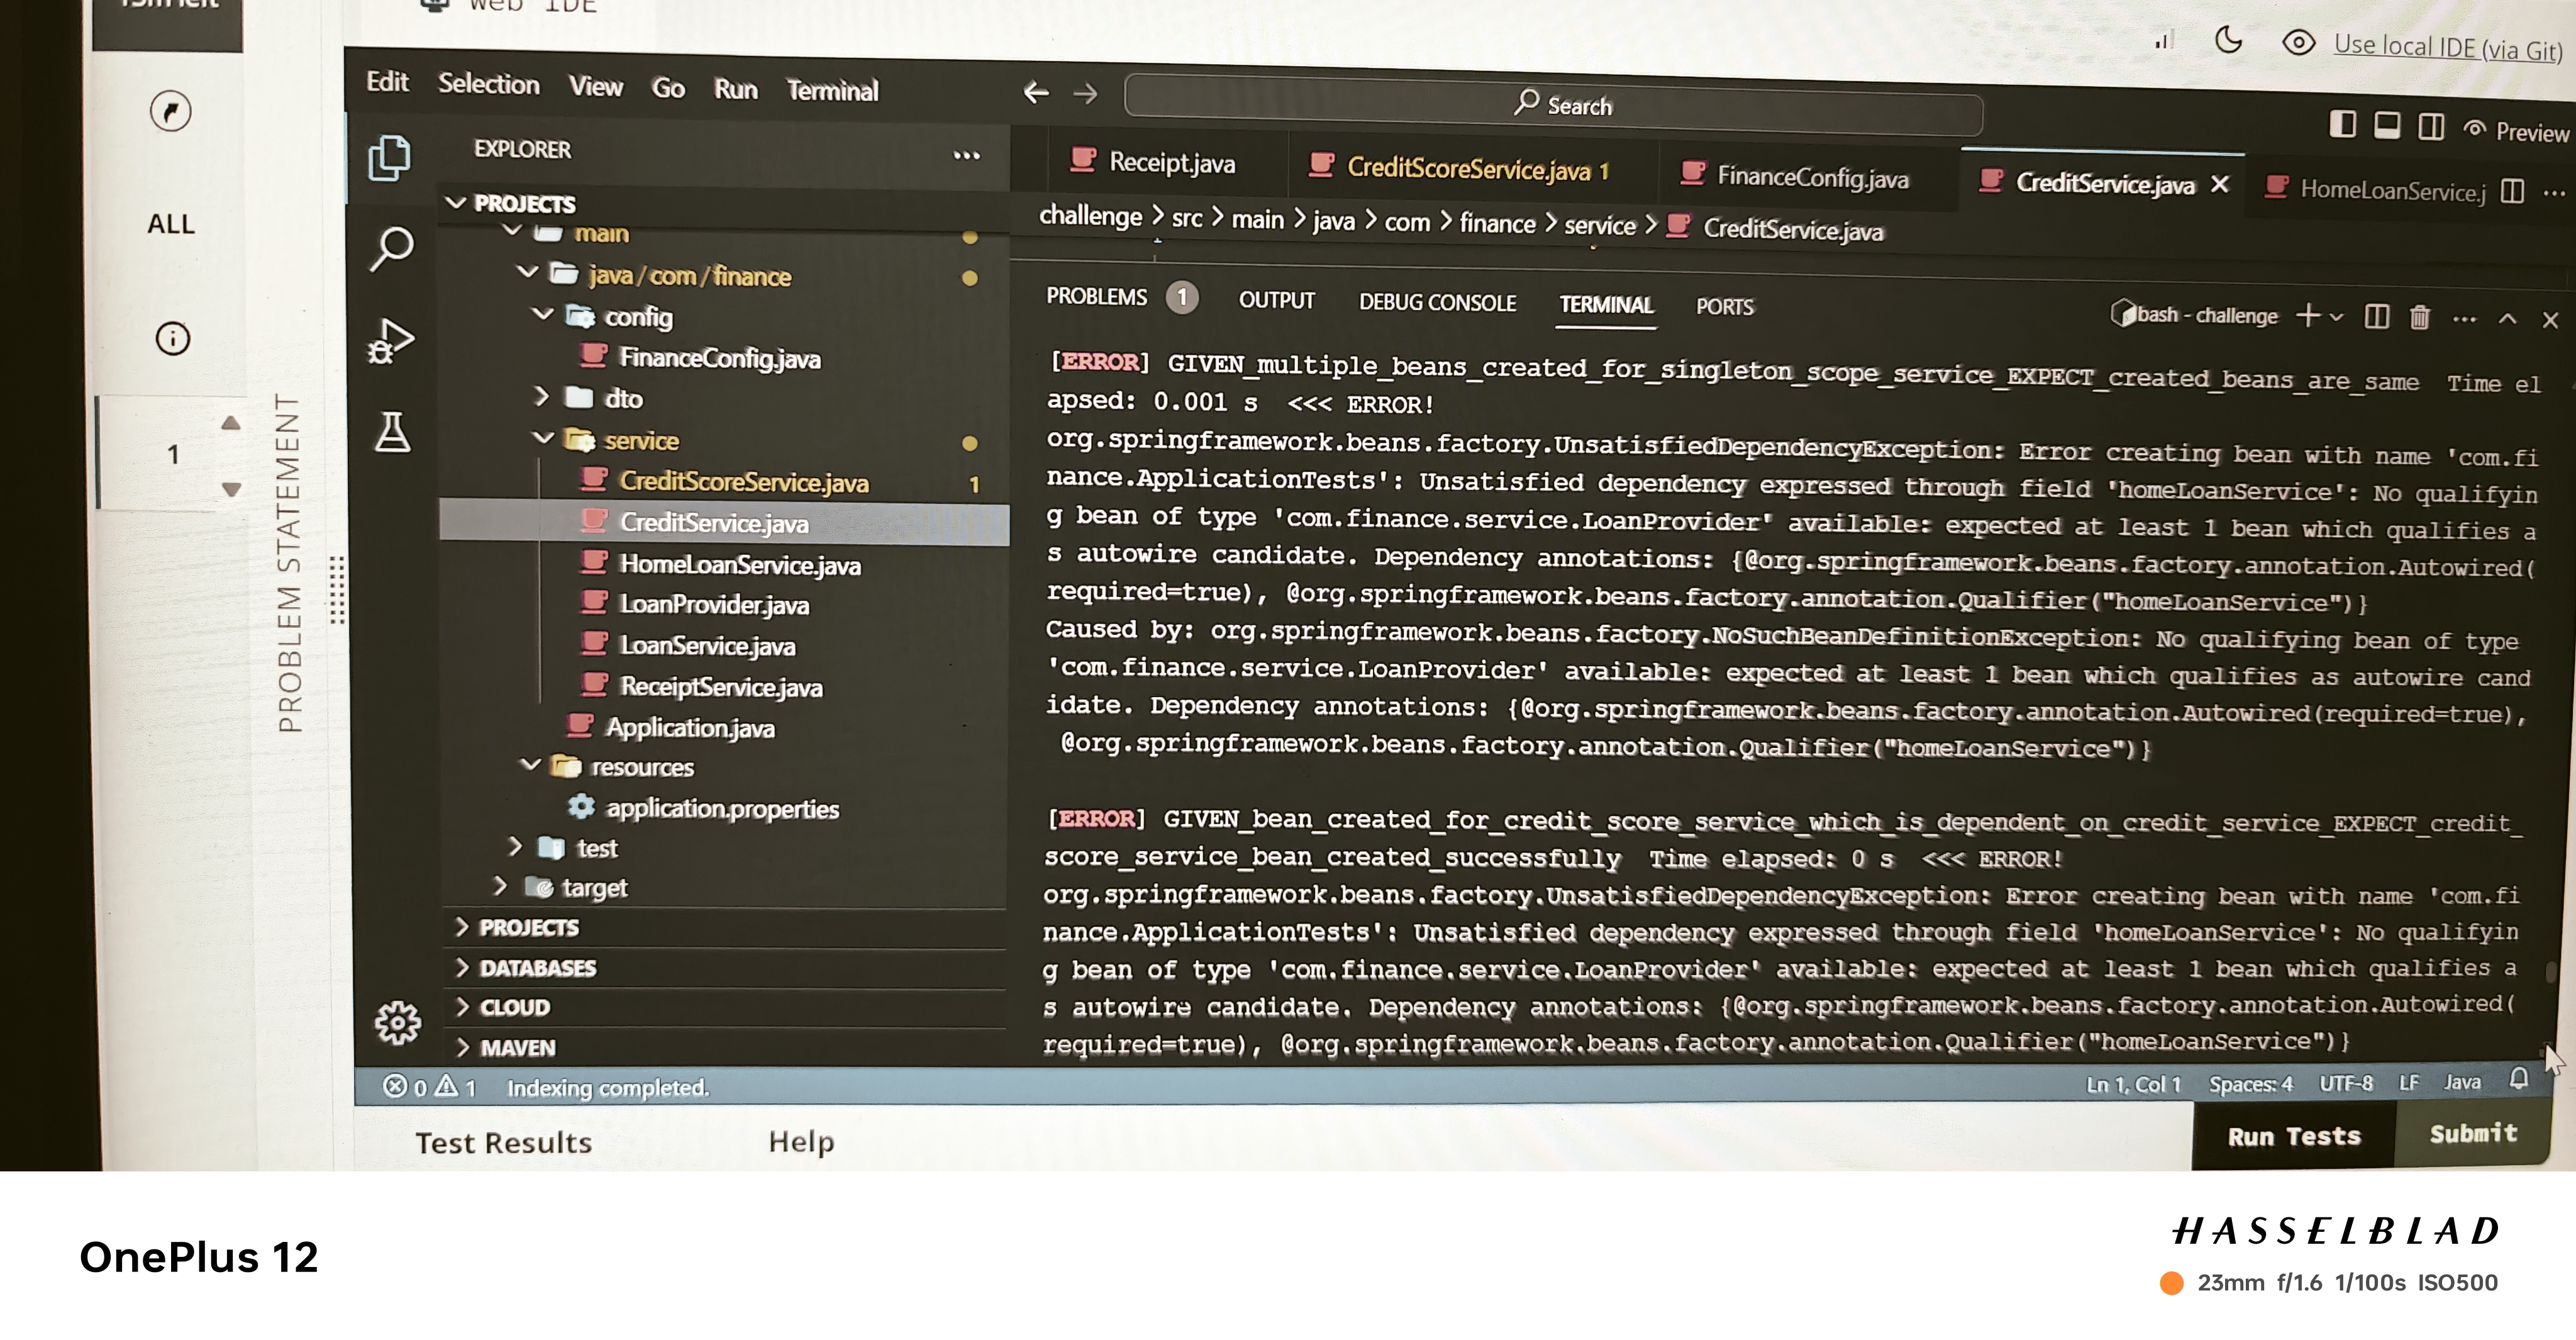 Web IDE
Use local IDE (via Git)
Edit Selection View Go Run Terminal
Search
Preview
EXPLORER
Receipt.java
CreditScoreService.java 1
FinanceConfig.java
CreditService.java
HomeLoanService.j
PROJECTS
challenge > src > main > java > com > finance > service > CreditService.java
main
java/com/finance
config
FinanceConfig.java
dto
service
CreditScoreService.java 1
CreditService.java
HomeLoanService.java
LoanProvider.java
LoanService.java
ReceiptService.java
Application.java
resources
application.properties
test
target
PROJECTS
DATABASES
CLOUD
MAVEN
ALL
1
PROBLEM STATEMENT
PROBLEMS 1 OUTPUT DEBUG CONSOLE TERMINAL PORTS
bash - challenge
[ERROR] GIVEN_multiple_beans_created_for_singleton_scope_service_EXPECT_created_beans_are_same Time el
apsed: 0.001 s <<< ERROR!
org.springframework.beans.factory.UnsatisfiedDependencyException: Error creating bean with name 'com.fi
nance.ApplicationTests': Unsatisfied dependency expressed through field 'homeLoanService': No qualifyin
g bean of type 'com.finance.service.LoanProvider' available: expected at least 1 bean which qualifies a
s autowire candidate. Dependency annotations: {@org.springframework.beans.factory.annotation.Autowired(
required=true), @org.springframework.beans.factory.annotation.Qualifier("homeLoanService")}
Caused by: org.springframework.beans.factory.NoSuchBeanDefinitionException: No qualifying bean of type
'com.finance.service.LoanProvider' available: expected at least 1 bean which qualifies as autowire cand
idate. Dependency annotations: {@org.springframework.beans.factory.annotation.Autowired(required=true),
@org.springframework.beans.factory.annotation.Qualifier("homeLoanService")}
[ERROR] GIVEN_bean_created_for_credit_score_service_which_is_dependent_on_credit_service_EXPECT_credit_
score_service_bean_created_successfully Time elapsed: 0 s <<< ERROR!
org.springframework.beans.factory.UnsatisfiedDependencyException: Error creating bean with name 'com.fi
nance.ApplicationTests': Unsatisfied dependency expressed through field 'homeLoanService': No qualifyin
g bean of type 'com.finance.service.LoanProvider' available: expected at least 1 bean which qualifies a
s autowire candidate. Dependency annotations: {@org.springframework.beans.factory.annotation.Autowired(
required=true), @org.springframework.beans.factory.annotation.Qualifier("homeLoanService")}
0 1 Indexing completed.
Ln 1, Col 1 Spaces: 4 UTF-8 LF Java
Test Results Help
Run Tests Submit
OnePlus 12
HASSELBLAD
23mm f/1.6 1/100s ISO500